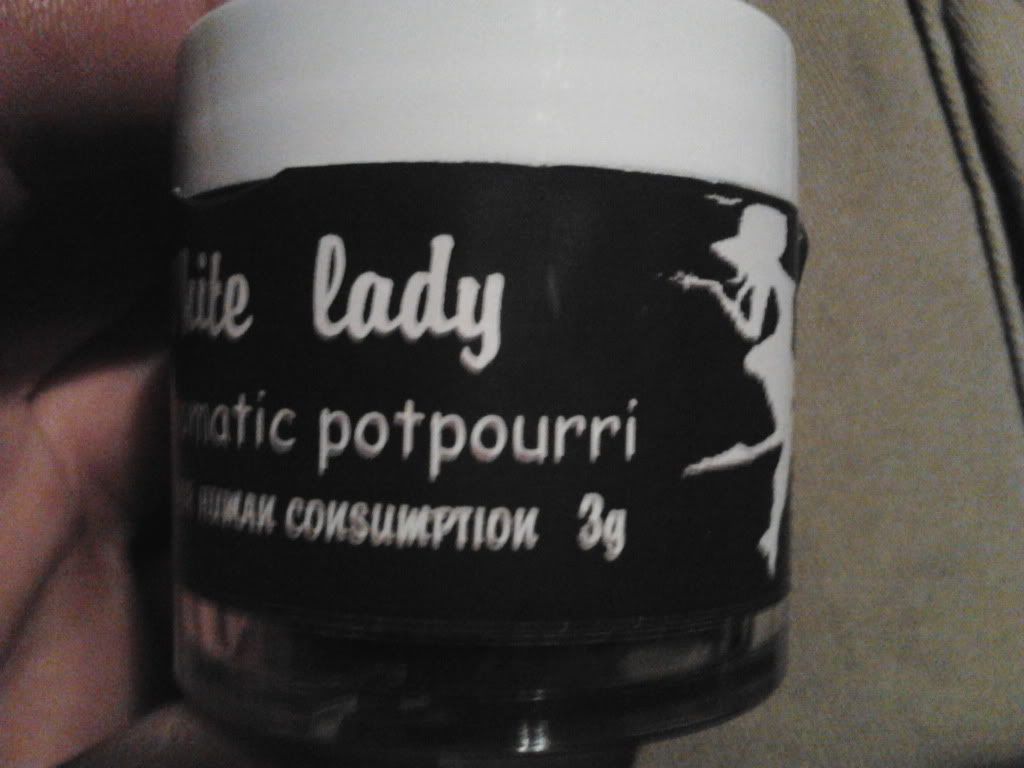 hite lady
matic potpourri
HUMAN CONSUMPTION 3g